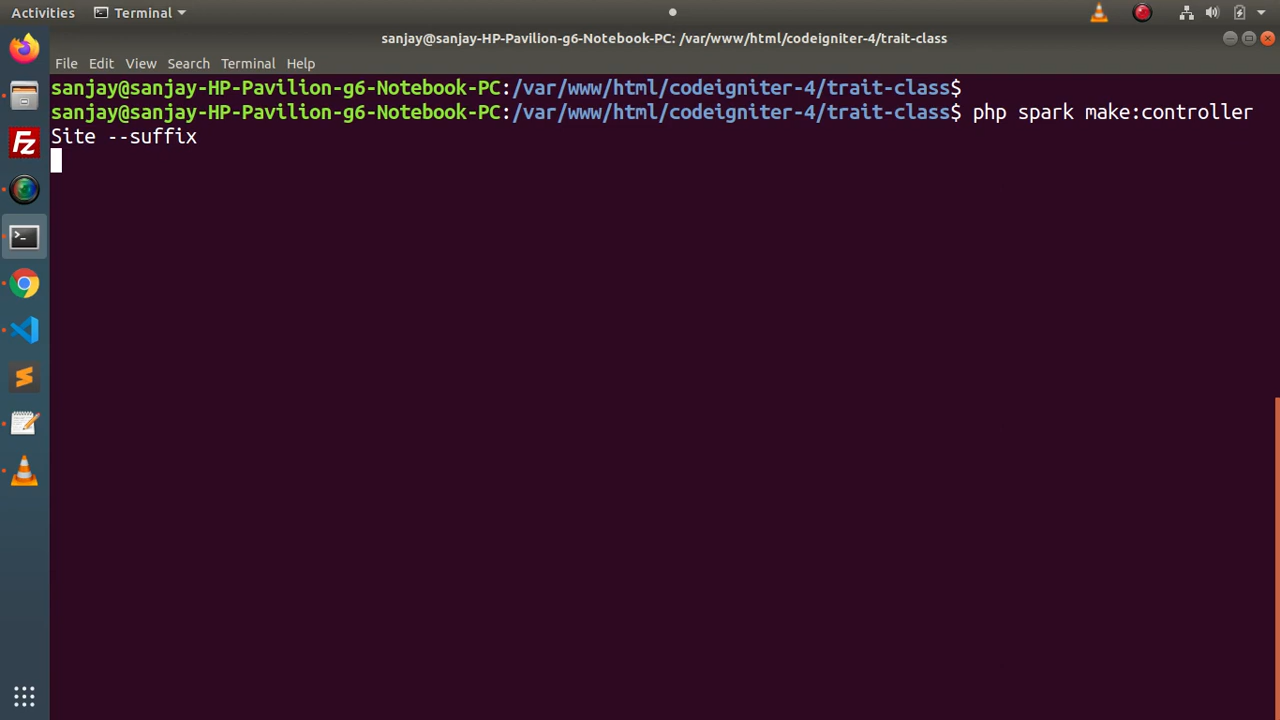 Activities Terminal
sanjay@sanjay-HP-Pavilion-g6-Notebook-PC: /var/www/html/codeigniter-4/trait-class
File Edit View Search Terminal Help
sanjay@sanjay-HP-Pavilion-g6-Notebook-PC:/var/www/html/codeigniter-4/trait-class$
sanjay@sanjay-HP-Pavilion-g6-Notebook-PC:/var/www/html/codeigniter-4/trait-class$ php spark make:controller
Site --suffix